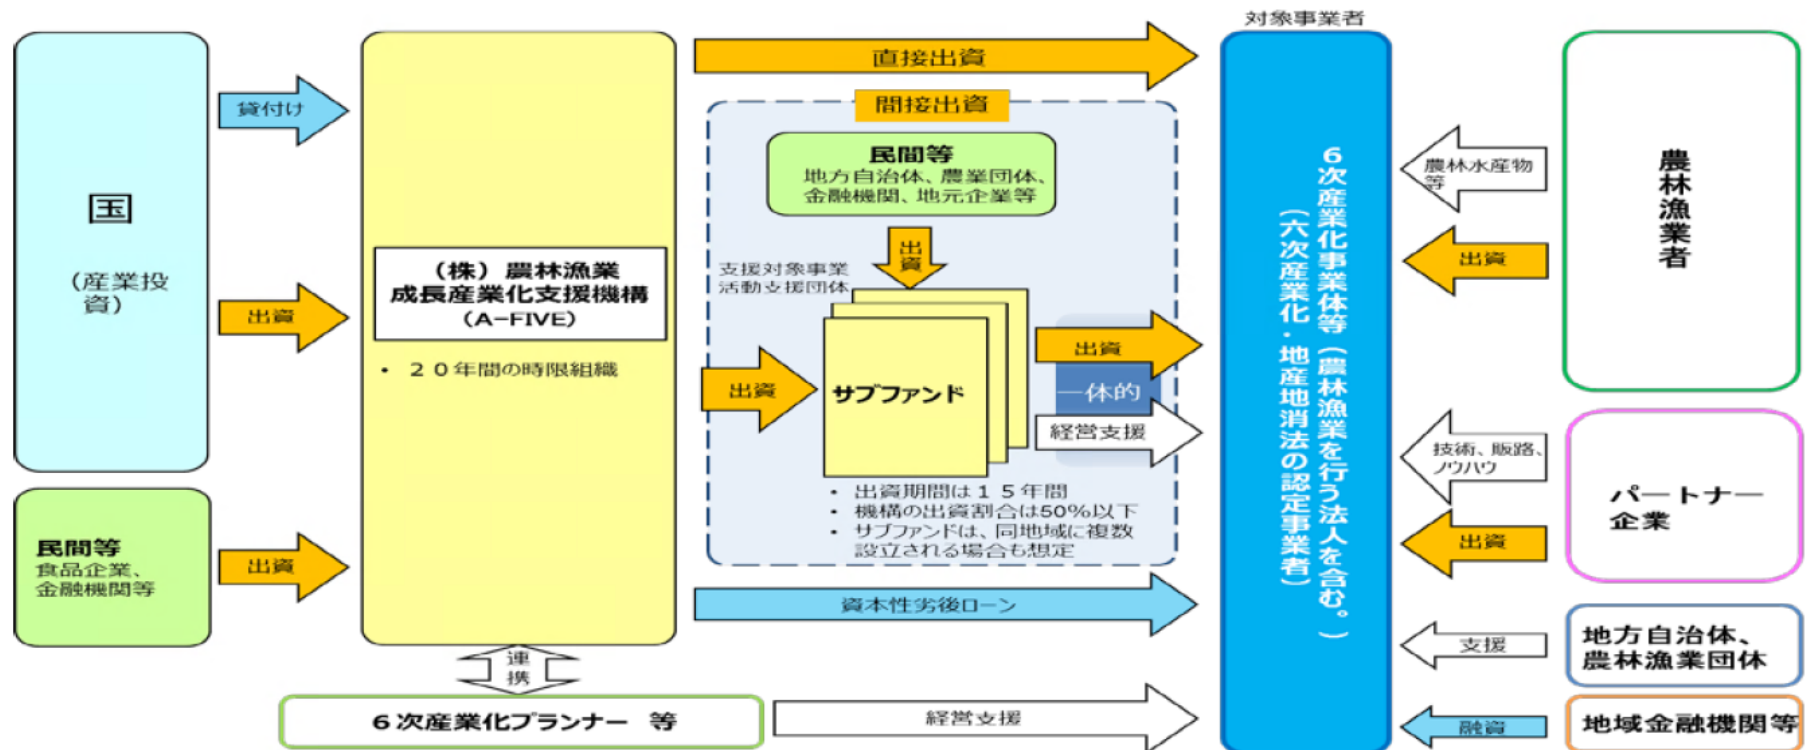 対象事業者
国
（産業投
資）
貸付け
出資
民間等
食品企業、
金融機関等
出資
（株）農林漁業
成長産業化支援機構
（A-FIVE）
• ２０年間の時限組織
連
携
６次産業化プランナー　等
経営支援
直接出資
間接出資
民間等
地方自治体、農業団体、
金融機関、地元企業等
出
資
支援対象事業
活動支援団体
出資
サブファンド
出資
一体的
経営支援
• 出資期間は１５年間
• 機構の出資割合は50%以下
• サブファンドは、同地域に複数
設立される場合も想定
資本性劣後ローン
６次産業化事業体等（農林漁業を行う法人を含む。）
（六次産業化・地産地消法の認定事業者）
農林水産物
等
出資
農林漁業者
技術、販路、
ノウハウ
出資
パートナー
企業
支援
地方自治体、
農林漁業団体
融資
地域金融機関等